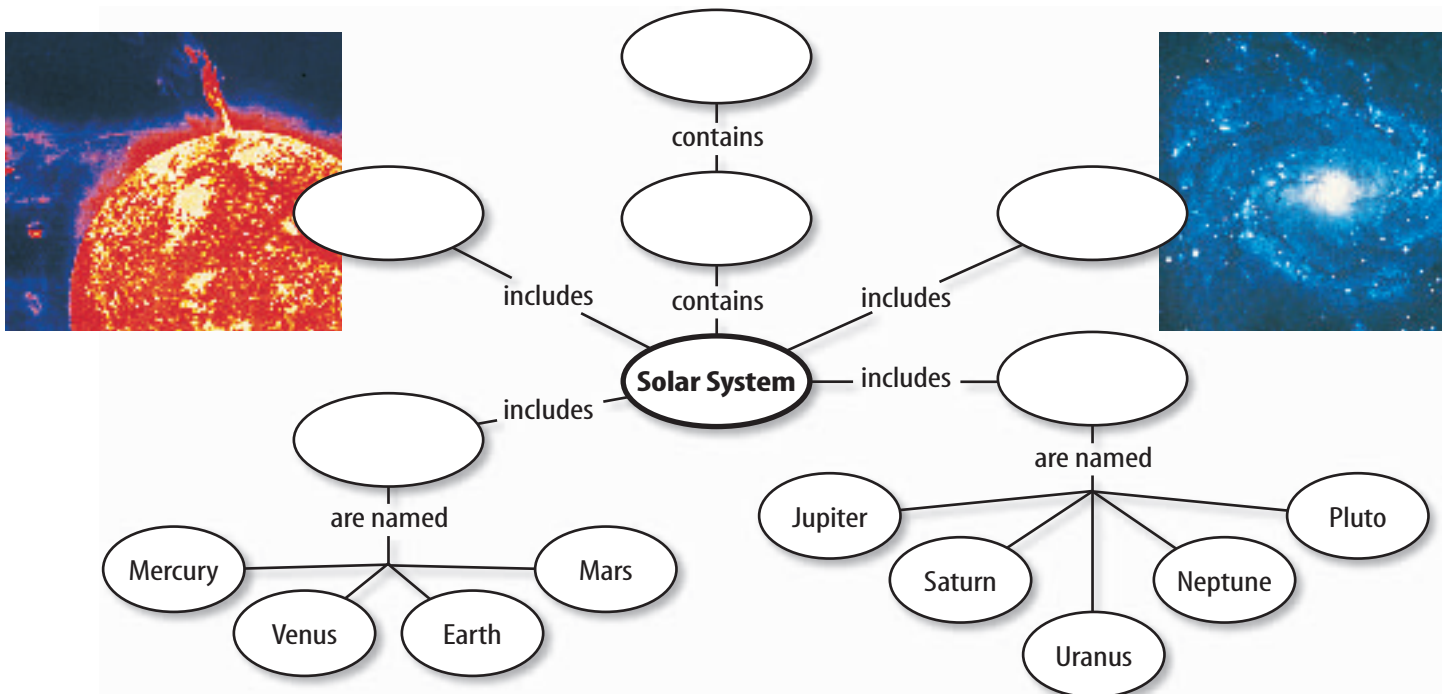 contains
includes
contains
includes
Solar System
includes
includes
are named
are named
Jupiter
Pluto
Mercury
Mars
Saturn
Neptune
Venus
Earth
Uranus